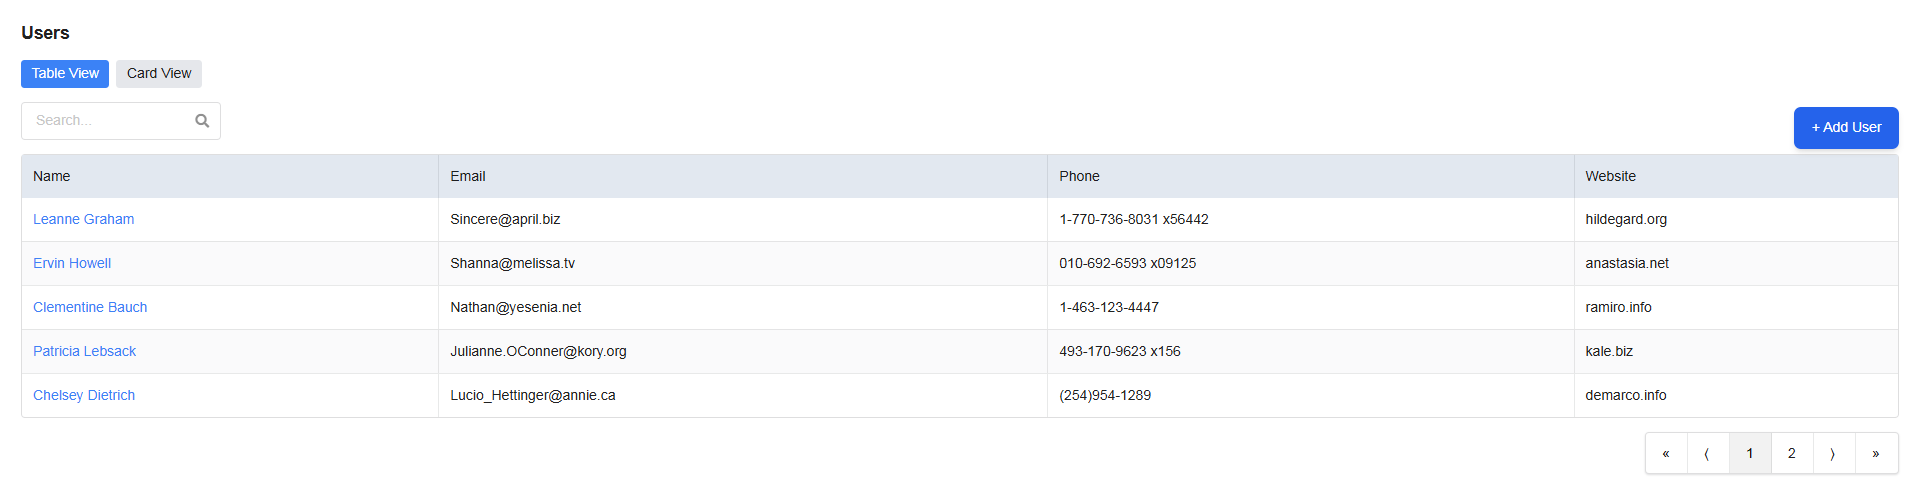 Users
Table View Card View
Search...
+ Add User
Name Email Phone Website
Leanne Graham Sincere@april.biz 1-770-736-8031 x56442 hildegard.org
Ervin Howell Shanna@melissa.tv 010-692-6593 x09125 anastasia.net
Clementine Bauch Nathan@yesenia.net 1-463-123-4447 ramiro.info
Patricia Lebsack Julianne.OConner@kory.org 493-170-9623 x156 kale.biz
Chelsey Dietrich Lucio_Hettinger@annie.ca (254)954-1289 demarco.info
« ⟨ 1 2 ⟩ »